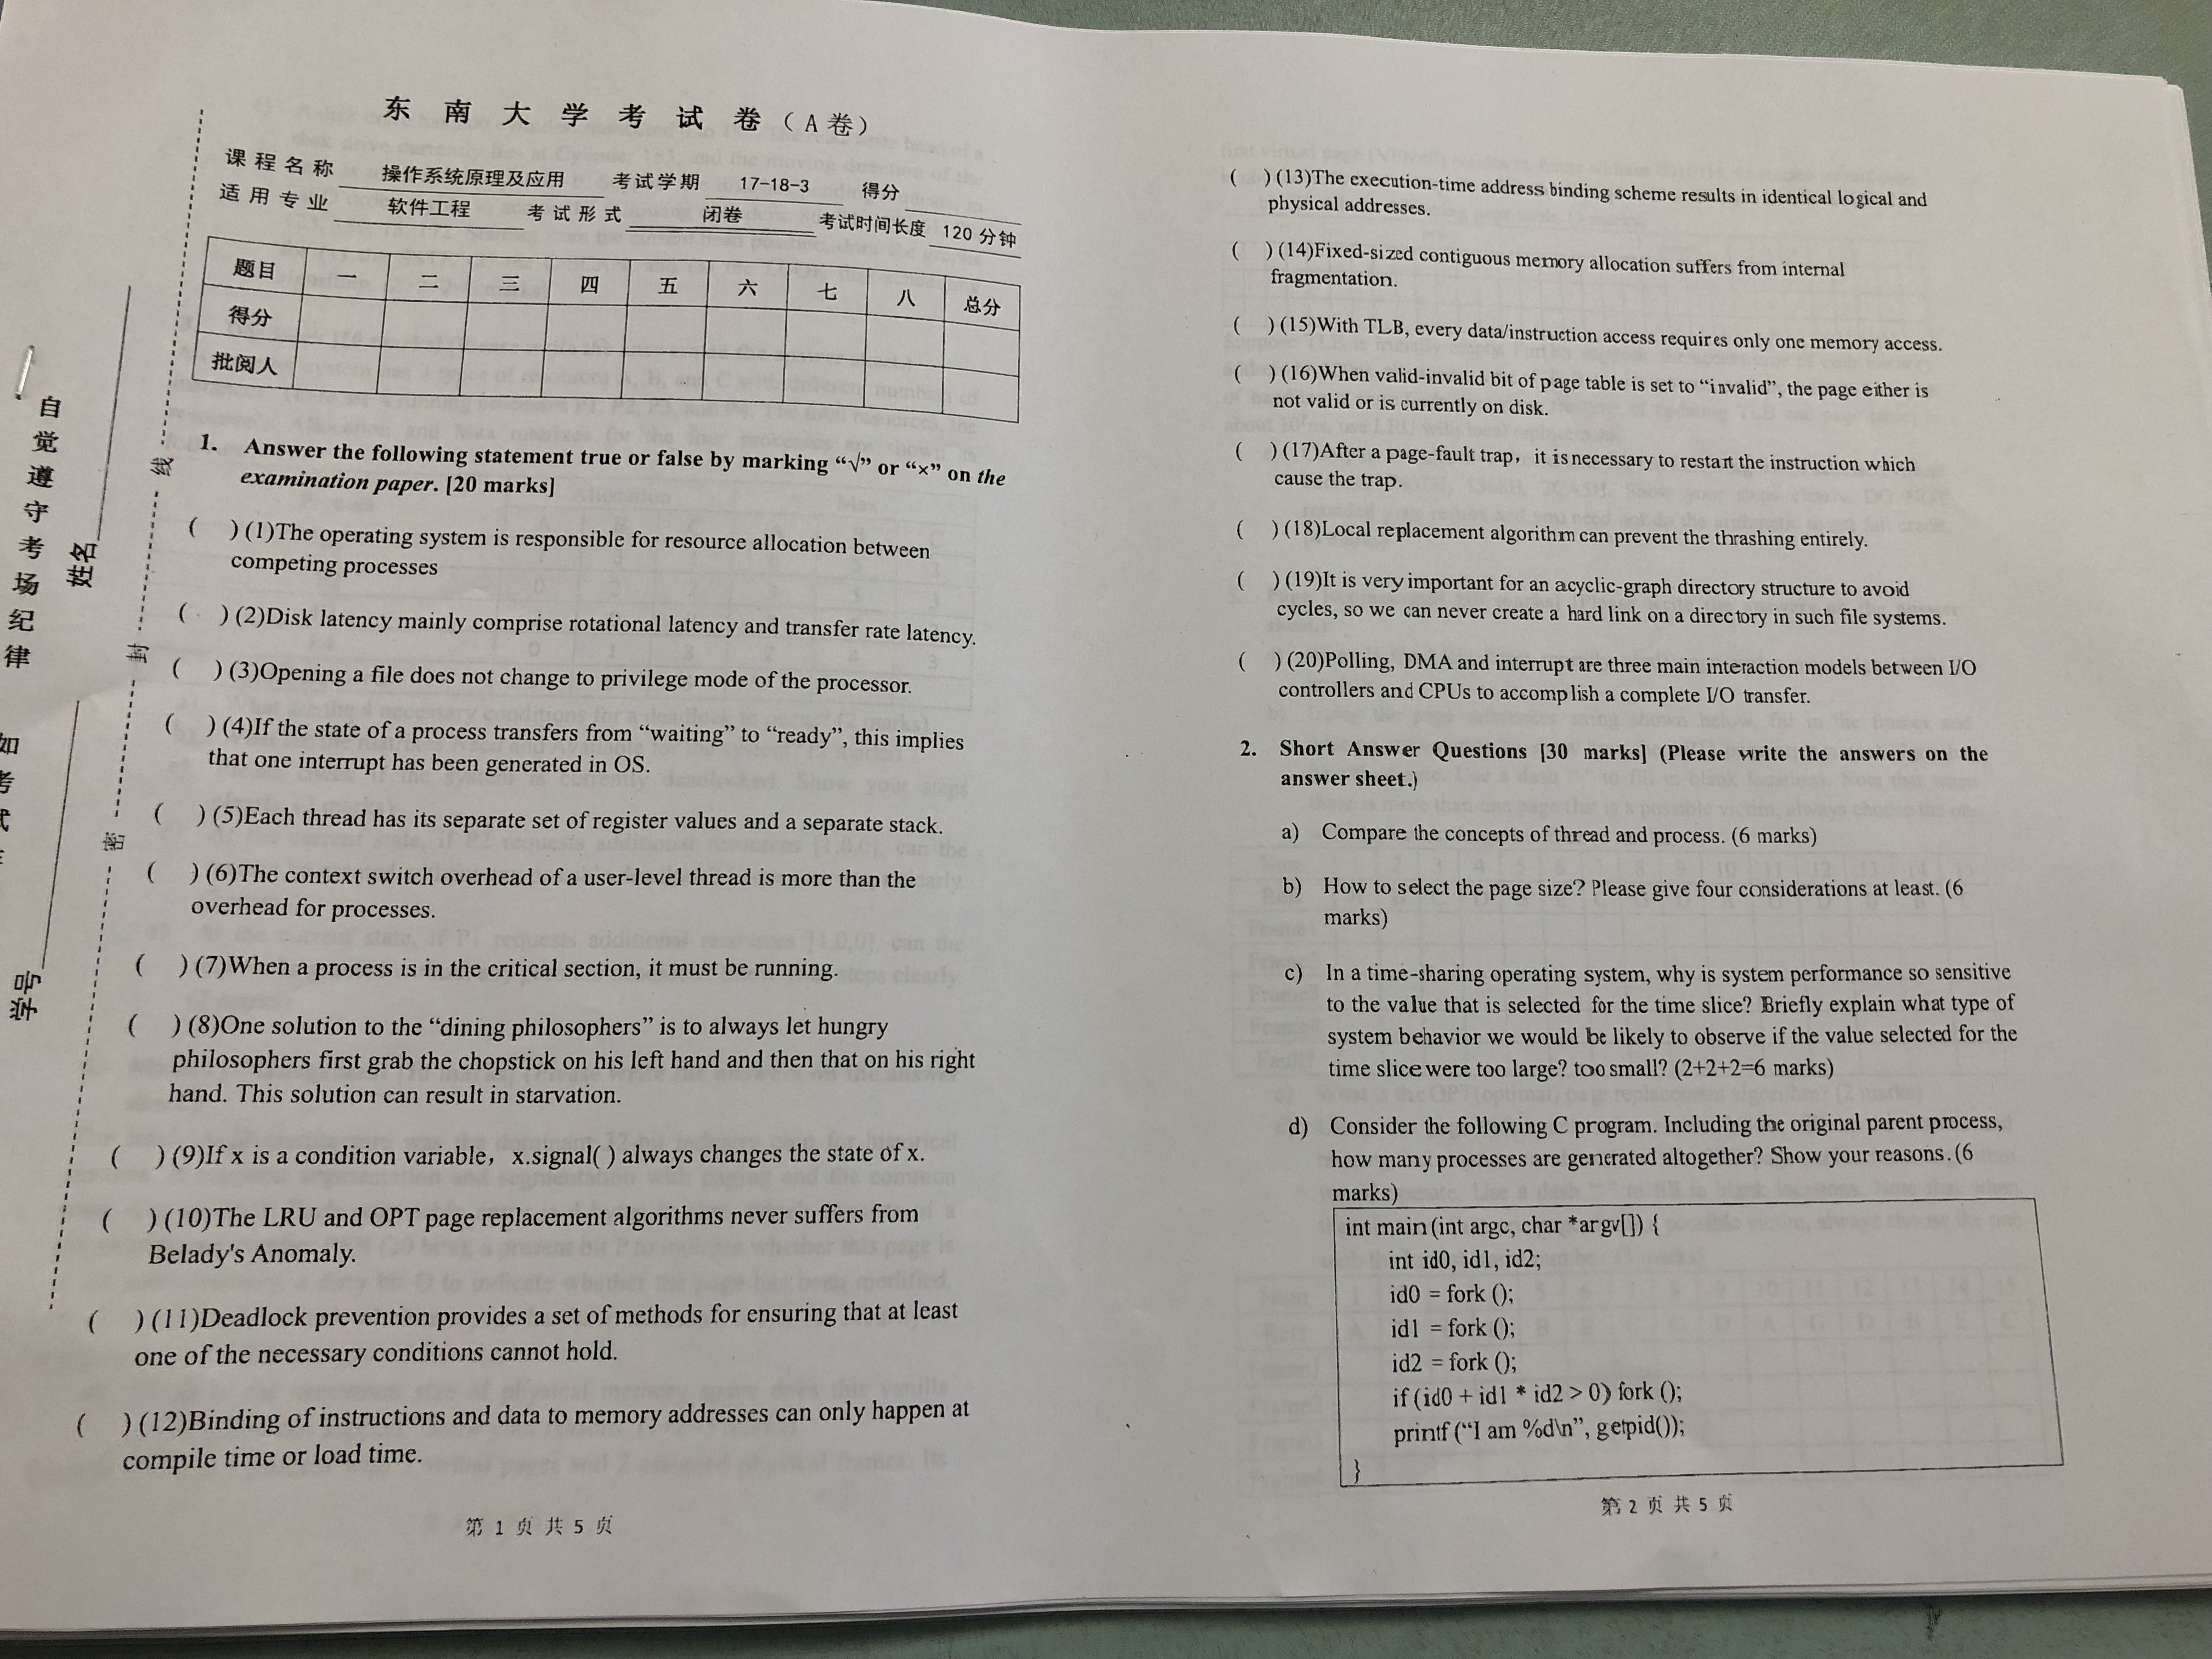 东 南 大 学 考 试 卷（A 卷）
课 程 名 称 操作系统原理及应用 考 试 学 期 17-18-3 得分
适 用 专 业 软件工程 考 试 形 式 闭卷 考试时间长度 120 分钟
题目 一 二 三 四 五 六 七 八 总分
得分
批阅人
1. Answer the following statement true or false by marking “√” or “×” on the
examination paper. [20 marks]
( ) (1)The operating system is responsible for resource allocation between
competing processes
( ) (2)Disk latency mainly comprise rotational latency and transfer rate latency.
( ) (3)Opening a file does not change to privilege mode of the processor.
( ) (4)If the state of a process transfers from “waiting” to “ready”, this implies
that one interrupt has been generated in OS.
( ) (5)Each thread has its separate set of register values and a separate stack.
( ) (6)The context switch overhead of a user-level thread is more than the
overhead for processes.
( ) (7)When a process is in the critical section, it must be running.
( ) (8)One solution to the “dining philosophers” is to always let hungry
philosophers first grab the chopstick on his left hand and then that on his right
hand. This solution can result in starvation.
( ) (9)If x is a condition variable，x.signal( ) always changes the state of x.
( ) (10)The LRU and OPT page replacement algorithms never suffers from
Belady's Anomaly.
( ) (11)Deadlock prevention provides a set of methods for ensuring that at least
one of the necessary conditions cannot hold.
( ) (12)Binding of instructions and data to memory addresses can only happen at
compile time or load time.
第 1 页 共 5 页
自觉遵守考场纪律
如考试
姓名
学号
线
封
密
( ) (13)The execution-time address binding scheme results in identical logical and
physical addresses.
( ) (14)Fixed-sized contiguous memory allocation suffers from internal
fragmentation.
( ) (15)With TLB, every data/instruction access requires only one memory access.
( ) (16)When valid-invalid bit of page table is set to “invalid”, the page either is
not valid or is currently on disk.
( ) (17)After a page-fault trap，it is necessary to restart the instruction which
cause the trap.
( ) (18)Local replacement algorithm can prevent the thrashing entirely.
( ) (19)It is very important for an acyclic-graph directory structure to avoid
cycles, so we can never create a hard link on a directory in such file systems.
( ) (20)Polling, DMA and interrupt are three main interaction models between I/O
controllers and CPUs to accomplish a complete I/O transfer.
2. Short Answer Questions [30 marks] (Please write the answers on the
answer sheet.)
a) Compare the concepts of thread and process. (6 marks)
b) How to select the page size? Please give four considerations at least. (6
marks)
c) In a time-sharing operating system, why is system performance so sensitive
to the value that is selected for the time slice? Briefly explain what type of
system behavior we would be likely to observe if the value selected for the
time slice were too large? too small? (2+2+2=6 marks)
d) Consider the following C program. Including the original parent process,
how many processes are generated altogether? Show your reasons. (6
marks)
int main (int argc, char *argv[]) {
int id0, id1, id2;
id0 = fork ();
id1 = fork ();
id2 = fork ();
if (id0 + id1 * id2 > 0) fork ();
printf (“I am %d\n”, getpid());
}
第 2 页 共 5 页